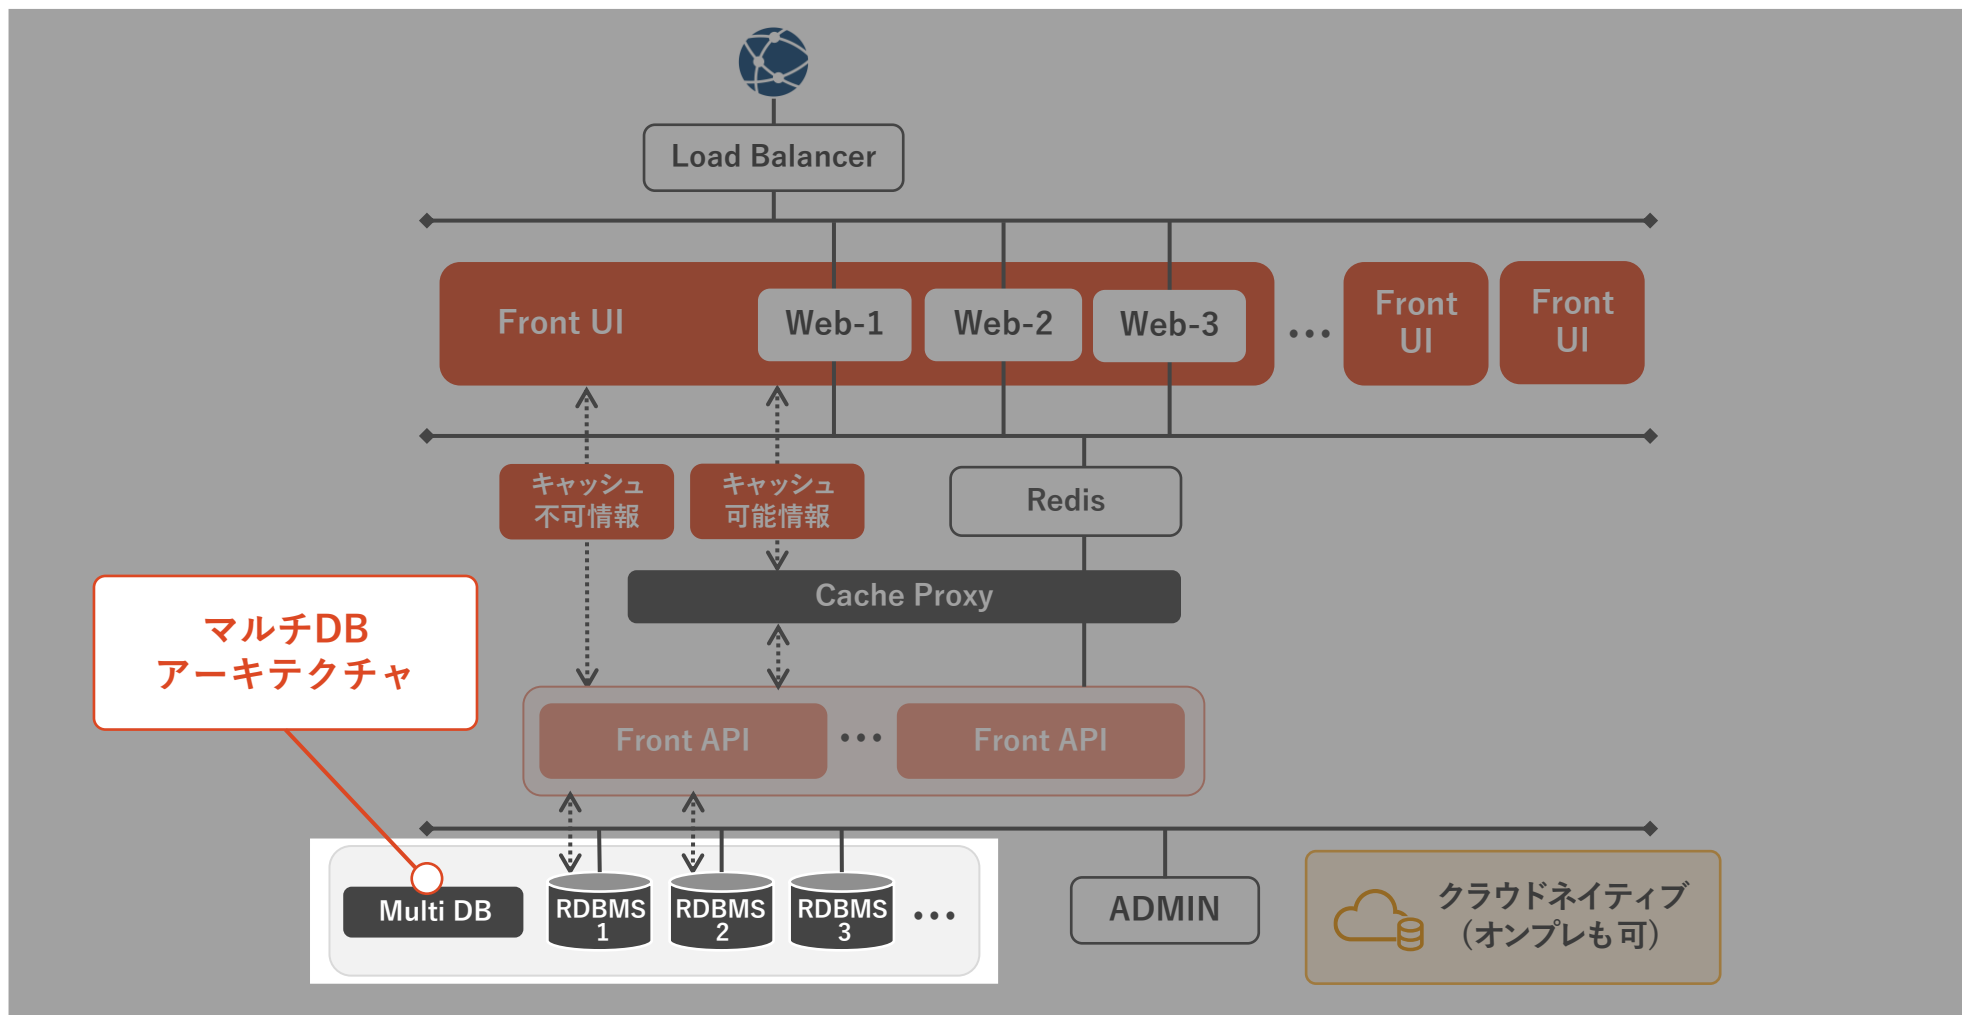 Load Balancer
Front UI
Web-1
Web-2
Web-3
Front
UI
Front
UI
キャッシュ
不可情報
キャッシュ
可能情報
Redis
Cache Proxy
マルチDB
アーキテクチャ
Front API
Front API
Multi DB
RDBMS
1
RDBMS
2
RDBMS
3
ADMIN
クラウドネイティブ
(オンプレも可)